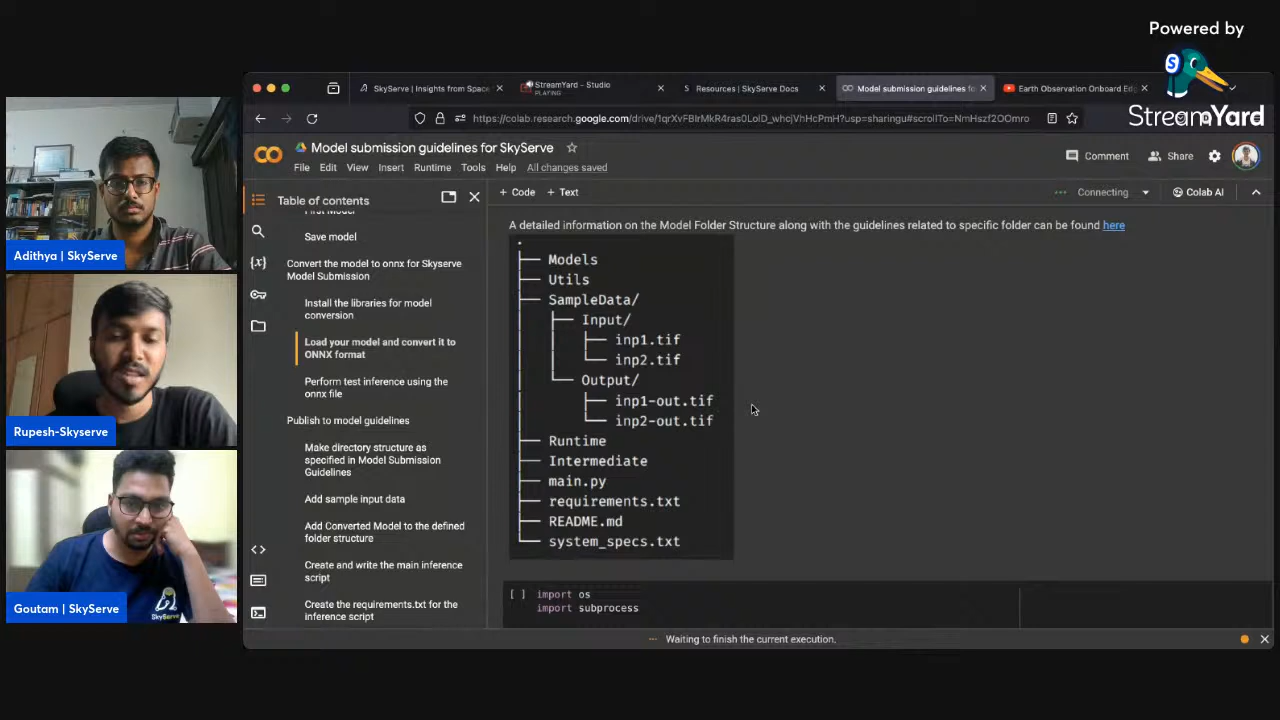 Powered by
StreamYard
SkyServe | Insights from Space
StreamYard - Studio
PLAYING
Resources | SkyServe Docs
Model submission guidelines fo
Earth Observation Onboard Ed
Model submission guidelines for SkyServe
File Edit View Insert Runtime Tools Help All changes saved
Comment Share
Table of contents
+ Code + Text
Connecting
Colab AI
First Model
Save model
Convert the model to onnx for Skyserve
Model Submission
Install the libraries for model
conversion
Load your model and convert it to
ONNX format
Perform test inference using the
onnx file
Publish to model guidelines
Make directory structure as
specified in Model Submission
Guidelines
Add sample input data
Add Converted Model to the defined
folder structure
Create and write the main inference
script
Create the requirements.txt for the
inference script
A detailed information on the Model Folder Structure along with the guidelines related to specific folder can be found here
.
├── Models
├── Utils
├── SampleData/
│   ├── Input/
│   │   ├── inp1.tif
│   │   └── inp2.tif
│   └── Output/
│       ├── inp1-out.tif
│       └── inp2-out.tif
├── Runtime
├── Intermediate
├── main.py
├── requirements.txt
├── README.md
└── system_specs.txt
[ ] import os
import subprocess
Waiting to finish the current execution.
Adithya | SkyServe
Rupesh-Skyserve
SkyServe
Goutam | SkyServe